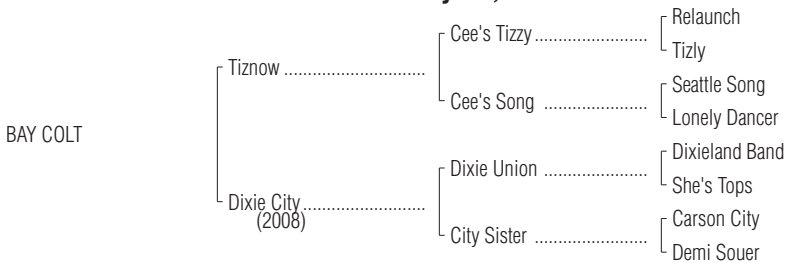 Relaunch
Cee's Tizzy
Tizly
Tiznow
Seattle Song
Cee's Song
Lonely Dancer
BAY COLT
Dixieland Band
Dixie Union
She's Tops
Dixie City
(2008)
Carson City
City Sister
Demi Souer